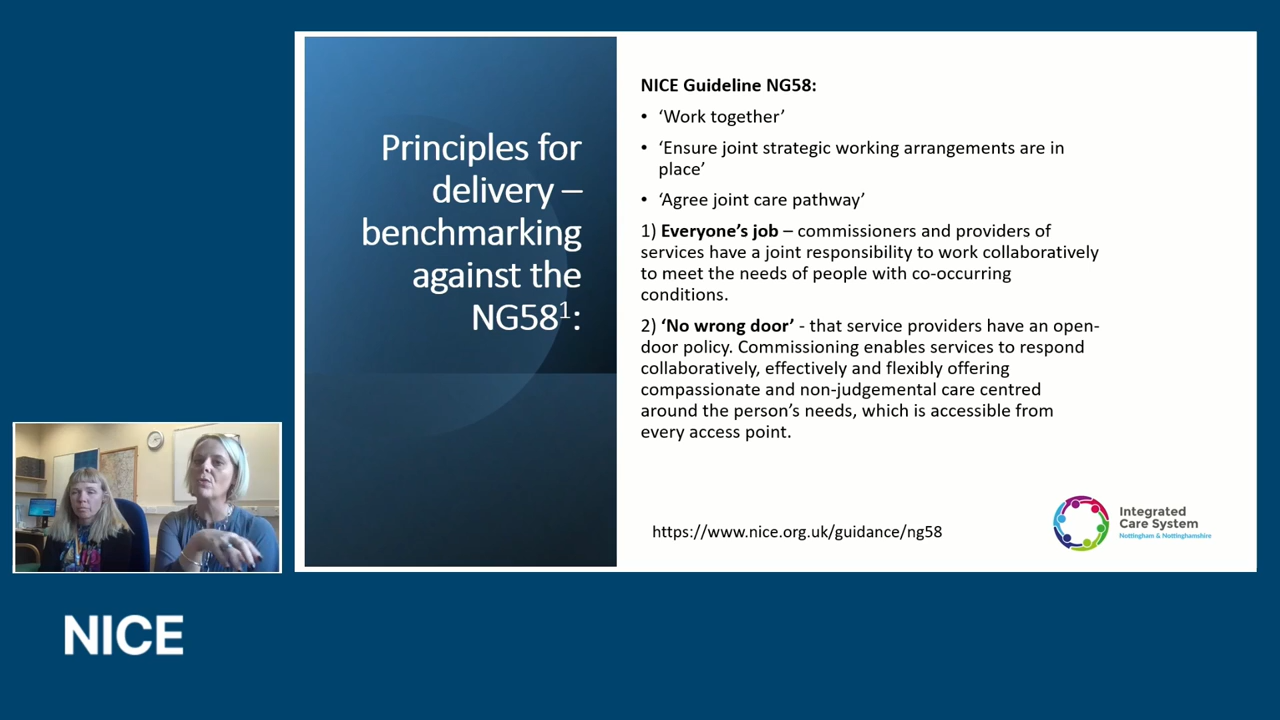 Principles for
delivery –
benchmarking
against the
NG58¹:
NICE Guideline NG58:
• ‘Work together’
• ‘Ensure joint strategic working arrangements are in
place’
• ‘Agree joint care pathway’
1) Everyone’s job – commissioners and providers of
services have a joint responsibility to work collaboratively
to meet the needs of people with co-occurring
conditions.
2) ‘No wrong door’ - that service providers have an open-
door policy. Commissioning enables services to respond
collaboratively, effectively and flexibly offering
compassionate and non-judgemental care centred
around the person’s needs, which is accessible from
every access point.
https://www.nice.org.uk/guidance/ng58
Integrated
Care System
Nottingham & Nottinghamshire
NICE